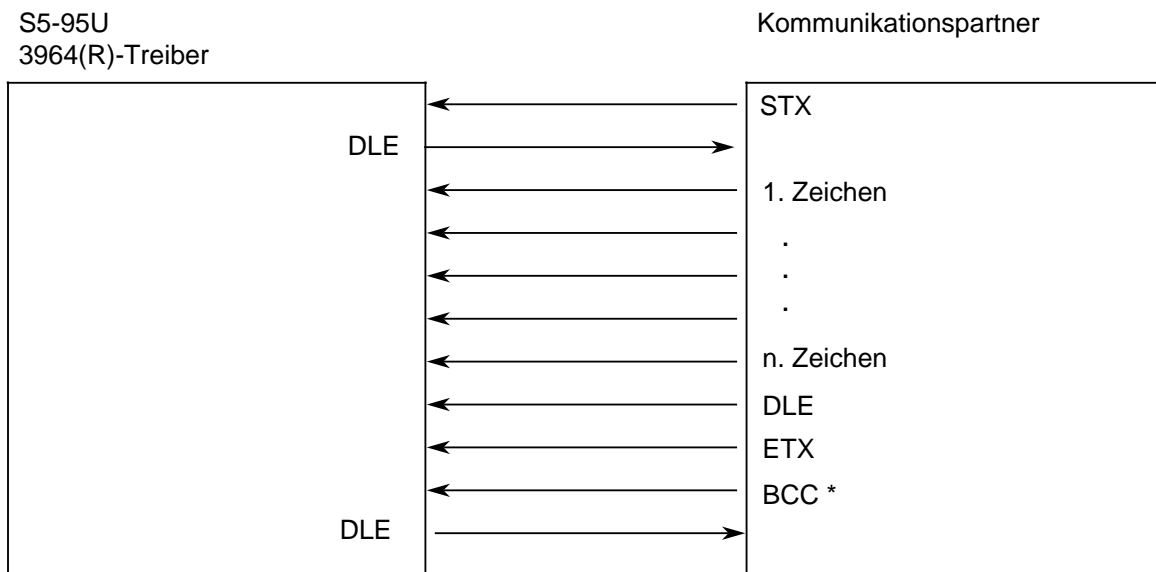 S5-95U
3964(R)-Treiber
Kommunikationspartner
STX
DLE
1. Zeichen
.
.
.
n. Zeichen
DLE
ETX
BCC *
DLE